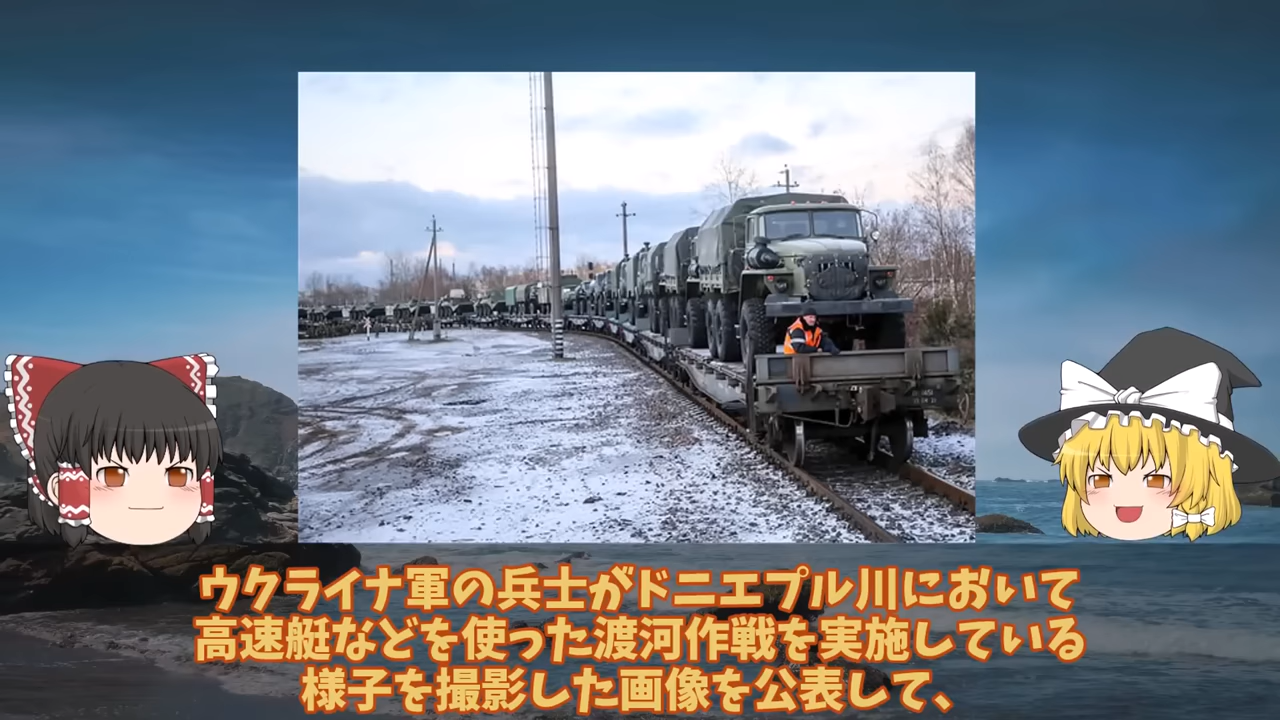 ウクライナ軍の兵士がドニエプル川において
高速艇などを使った渡河作戦を実施している
様子を撮影した画像を公表して、